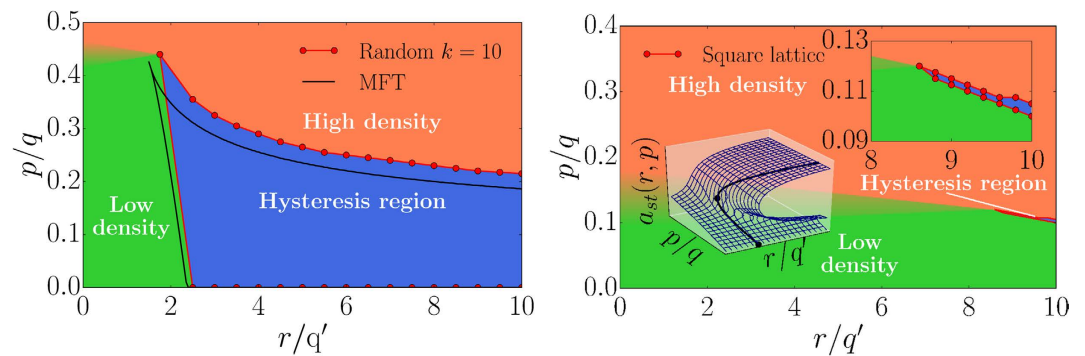 0.5
0.4
0.3
0.2
0.1
0.0
p/q
Random k = 10
MFT
High density
Hysteresis region
Low
density
0 2 4 6 8 10
r/q′
0.4
0.3
0.2
0.1
0.0
p/q
Square lattice
High density
0.13
0.11
0.09
8 9 10
Hysteresis region
Low
density
a_st(r, p)
p/q
r/q′
0 2 4 6 8 10
r/q′